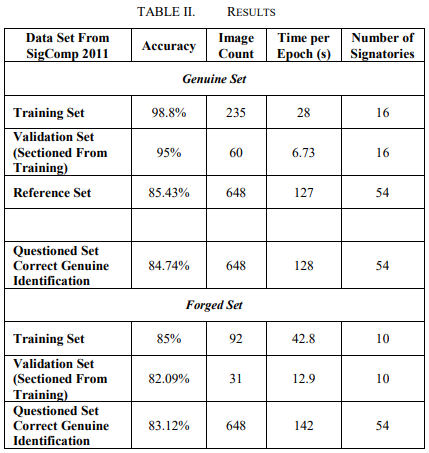 TABLE II. RESULTS
Data Set From SigComp 2011 Accuracy Image Count Time per Epoch (s) Number of Signatories
Genuine Set
Training Set 98.8% 235 28 16
Validation Set (Sectioned From Training) 95% 60 6.73 16
Reference Set 85.43% 648 127 54
Questioned Set Correct Genuine Identification 84.74% 648 128 54
Forged Set
Training Set 85% 92 42.8 10
Validation Set (Sectioned From Training) 82.09% 31 12.9 10
Questioned Set Correct Genuine Identification 83.12% 648 142 54